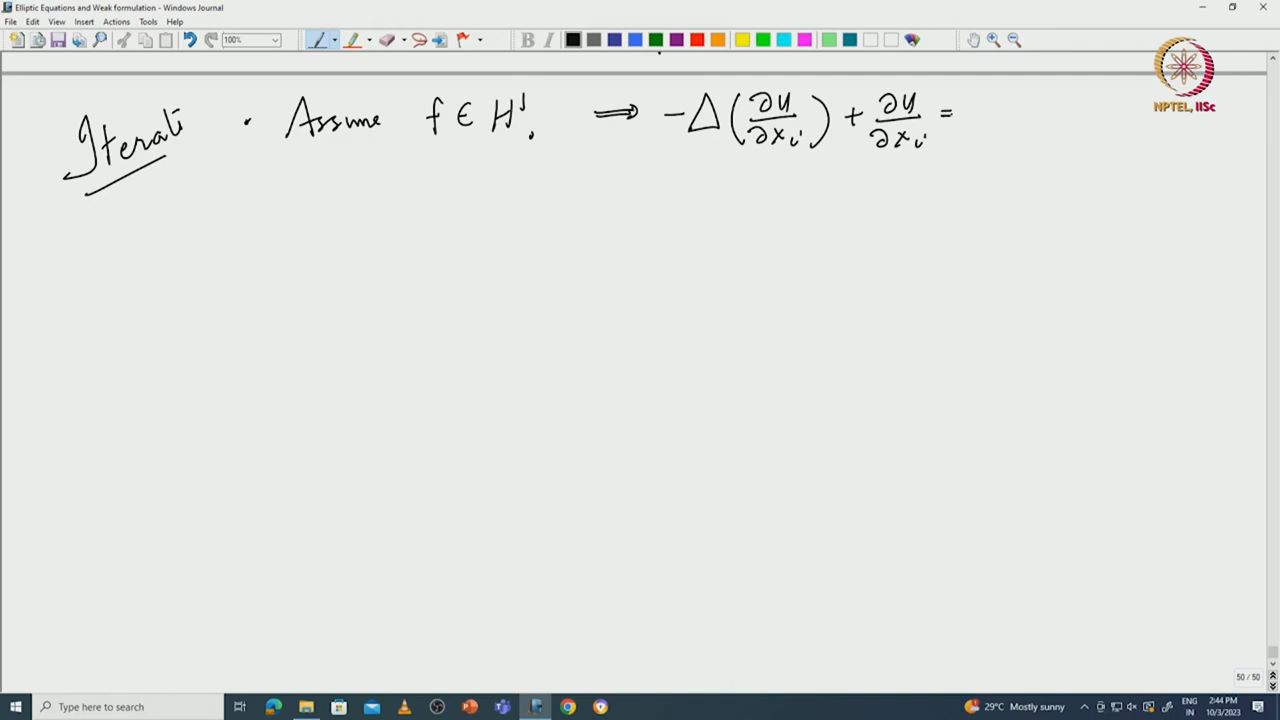 Elliptic Equations and Weak formulation - Windows Journal
File Edit View Insert Actions Tools Help
100%
B I
NPTEL, IISc
Iterati · Assume f ∈ H¹. ⟹ -Δ(∂u/∂xᵢ) + ∂u/∂xᵢ =
50 / 50
Type here to search
29°C Mostly sunny
ENG
IN
2:44 PM
10/3/2023